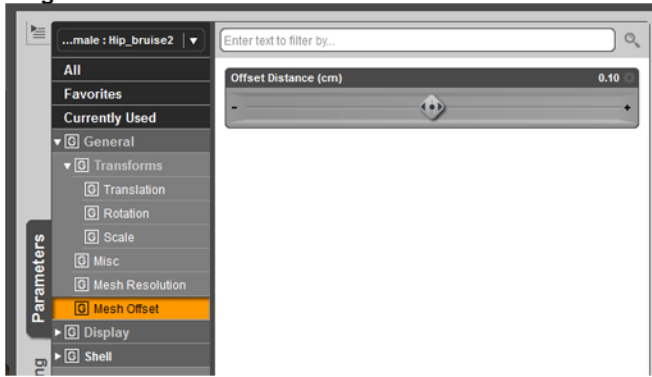 ...male : Hip_bruise2
Enter text to filter by...
All
Favorites
Currently Used
G General
G Transforms
G Translation
G Rotation
G Scale
G Misc
G Mesh Resolution
G Mesh Offset
G Display
G Shell
Offset Distance (cm) 0.10
- +
Parameters